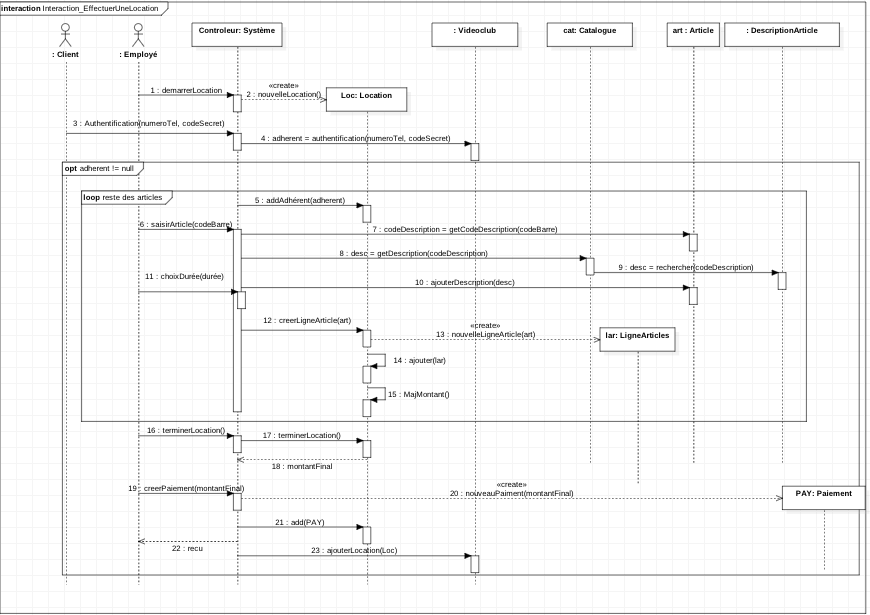 interaction Interaction_EffectuerUneLocation
: Client
: Employé
Controleur: Système
: Videoclub
cat: Catalogue
art : Article
: DescriptionArticle
1 : demarrerLocation
«create»
2 : nouvelleLocation()
Loc: Location
3 : Authentification(numeroTel, codeSecret)
4 : adherent = authentification(numeroTel, codeSecret)
opt adherent != null
loop reste des articles
5 : addAdhérent(adherent)
6 : saisirArticle(codeBarre)
7 : codeDescription = getCodeDescription(codeBarre)
8 : desc = getDescription(codeDescription)
9 : desc = rechercher(codeDescription)
10 : ajouterDescription(desc)
11 : choixDurée(durée)
12 : creerLigneArticle(art)
«create»
13 : nouvelleLigneArticle(art)
lar: LigneArticles
14 : ajouter(lar)
15 : MajMontant()
16 : terminerLocation()
17 : terminerLocation()
18 : montantFinal
19 : creerPaiement(montantFinal)
«create»
20 : nouveauPaiment(montantFinal)
PAY: Paiement
21 : add(PAY)
22 : recu
23 : ajouterLocation(Loc)